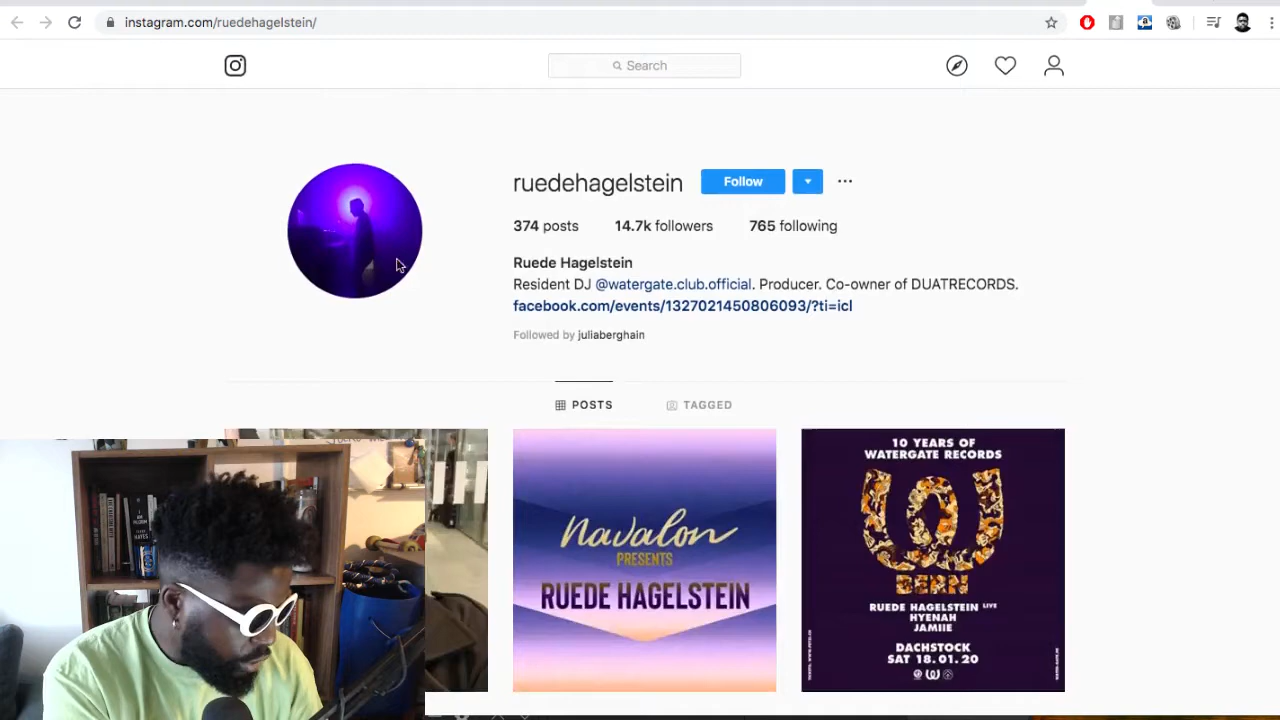 instagram.com/ruedehagelstein/
Search
ruedehagelstein Follow
374 posts 14.7k followers 765 following
Ruede Hagelstein
Resident DJ @watergate.club.official. Producer. Co-owner of DUATRECORDS.
facebook.com/events/1327021450806093/?ti=icl
Followed by juliaberghain
POSTS TAGGED
navalon
PRESENTS
RUEDE HAGELSTEIN
10 YEARS OF
WATERGATE RECORDS
BERN
RUEDE HAGELSTEIN LIVE
HYENAH
JAMIIE
DACHSTOCK
SAT 18.01.20